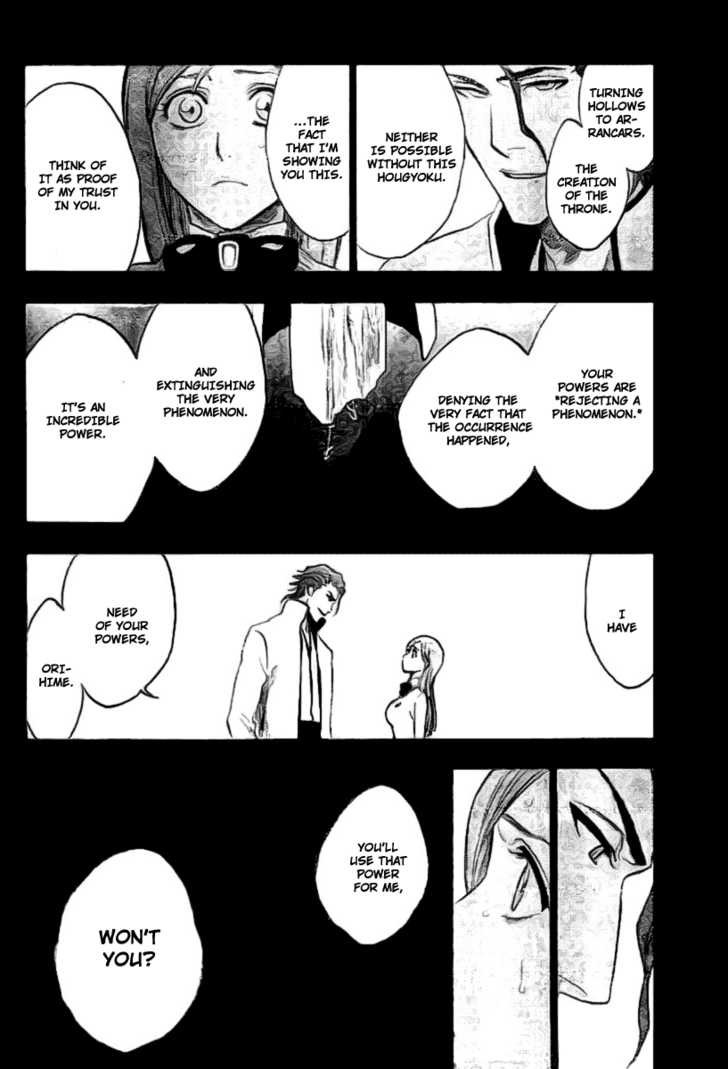 TURNING
HOLLOWS
TO AR-
RANCARS.
THE
CREATION
OF THE
THRONE.
NEITHER
IS POSSIBLE
WITHOUT THIS
HOUGYOKU.
...THE
FACT
THAT I'M
SHOWING
YOU THIS.
THINK OF
IT AS PROOF
OF MY TRUST
IN YOU.
YOUR
POWERS ARE
"REJECTING A
PHENOMENON."
DENYING THE
VERY FACT THAT
THE OCCURRENCE
HAPPENED,
AND
EXTINGUISHING
THE VERY
PHENOMENON.
IT'S AN
INCREDIBLE
POWER.
I
HAVE
NEED
OF YOUR
POWERS,
ORI-
HIME.
YOU'LL
USE THAT
POWER
FOR ME,
WON'T
YOU?